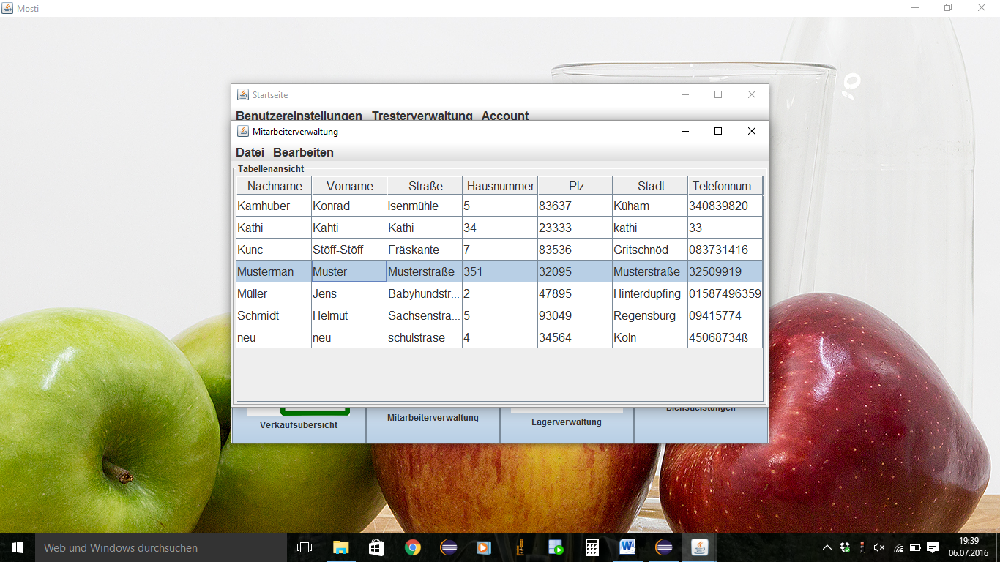 Mosti
Startseite
Benutzereinstellungen Tresterverwaltung Account
Mitarbeiterverwaltung
Datei Bearbeiten
Tabellenansicht
Nachname Vorname Straße Hausnummer Plz Stadt Telefonnum...
Kamhuber Konrad Isenmühle 5 83637 Küham 340839820
Kathi Kahti Kathi 34 23333 kathi 33
Kunc Stöff-Stöff Fräskante 7 83536 Gritschnöd 083731416
Musterman Muster Musterstraße 351 32095 Musterstraße 32509919
Müller Jens Babyhundstr... 2 47895 Hinterdupfing 01587496359
Schmidt Helmut Sachsenstra... 5 93049 Regensburg 09415774
neu neu schulstrase 4 34564 Köln 45068734ß
Verkaufsübersicht Mitarbeiterverwaltung Lagerverwaltung Dienstleistungen
Web und Windows durchsuchen
19:39
06.07.2016